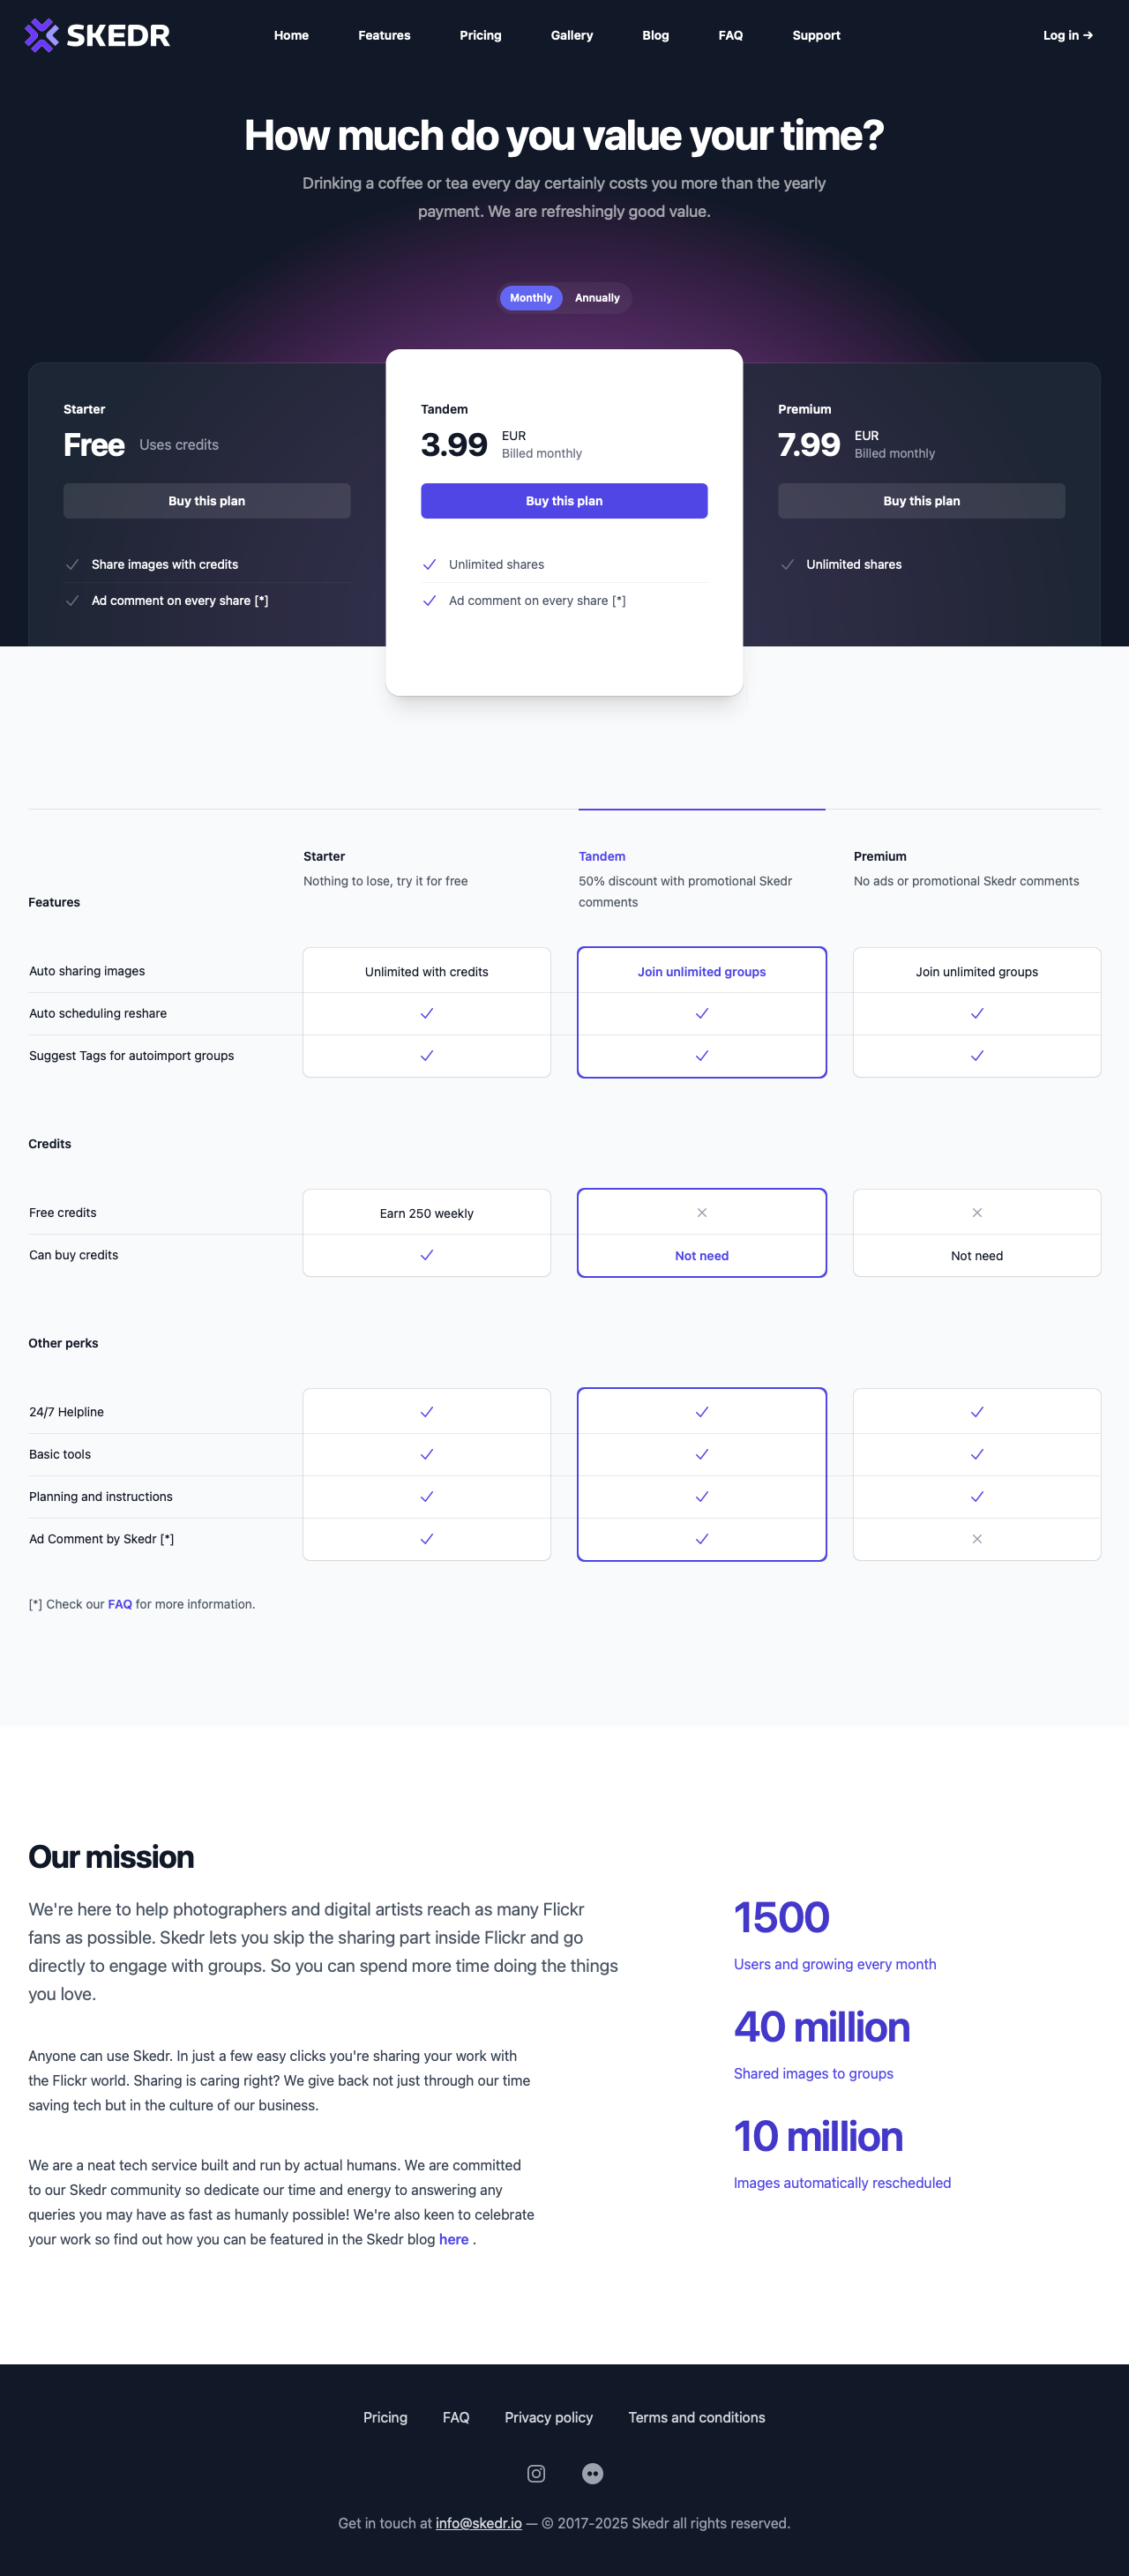 SKEDR
Home Features Pricing Gallery Blog FAQ Support Log in →
How much do you value your time?
Drinking a coffee or tea every day certainly costs you more than the yearly
payment. We are refreshingly good value.
Monthly Annually
Starter
Free Uses credits
Buy this plan
Share images with credits
Ad comment on every share [*]
Tandem
3.99 EUR
Billed monthly
Buy this plan
Unlimited shares
Ad comment on every share [*]
Premium
7.99 EUR
Billed monthly
Buy this plan
Unlimited shares
Features
Starter
Nothing to lose, try it for free
Tandem
50% discount with promotional Skedr
comments
Premium
No ads or promotional Skedr comments
Auto sharing images Unlimited with credits Join unlimited groups Join unlimited groups
Auto scheduling reshare
Suggest Tags for autoimport groups
Credits
Free credits Earn 250 weekly
Can buy credits Not need Not need
Other perks
24/7 Helpline
Basic tools
Planning and instructions
Ad Comment by Skedr [*]
[*] Check our FAQ for more information.
Our mission
We're here to help photographers and digital artists reach as many Flickr
fans as possible. Skedr lets you skip the sharing part inside Flickr and go
directly to engage with groups. So you can spend more time doing the things
you love.
Anyone can use Skedr. In just a few easy clicks you're sharing your work with
the Flickr world. Sharing is caring right? We give back not just through our time
saving tech but in the culture of our business.
We are a neat tech service built and run by actual humans. We are committed
to our Skedr community so dedicate our time and energy to answering any
queries you may have as fast as humanly possible! We're also keen to celebrate
your work so find out how you can be featured in the Skedr blog here .
1500
Users and growing every month
40 million
Shared images to groups
10 million
Images automatically rescheduled
Pricing FAQ Privacy policy Terms and conditions
Get in touch at info@skedr.io — © 2017-2025 Skedr all rights reserved.